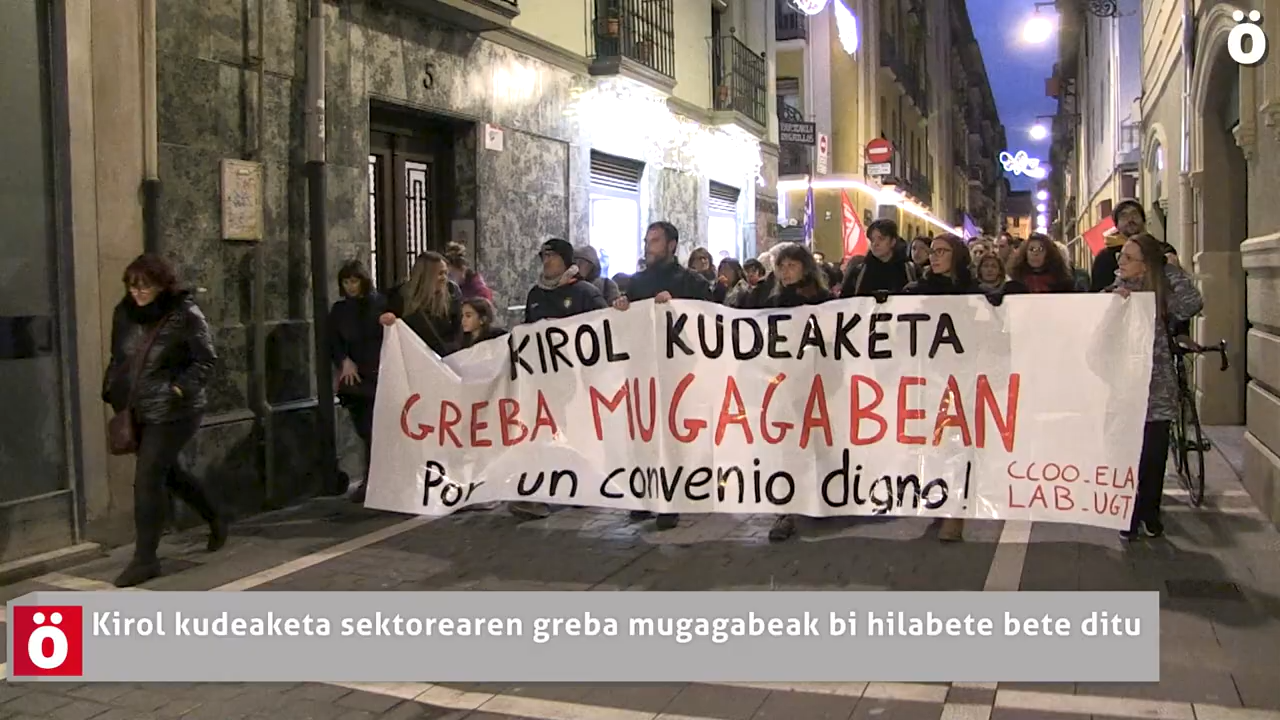 ö
5
KIROL KUDEAKETA
GREBA MUGAGABEAN
Por un convenio digno!
CCOO-ELA
LAB-UGT
ö
Kirol kudeaketa sektorearen greba mugagabeak bi hilabete bete ditu